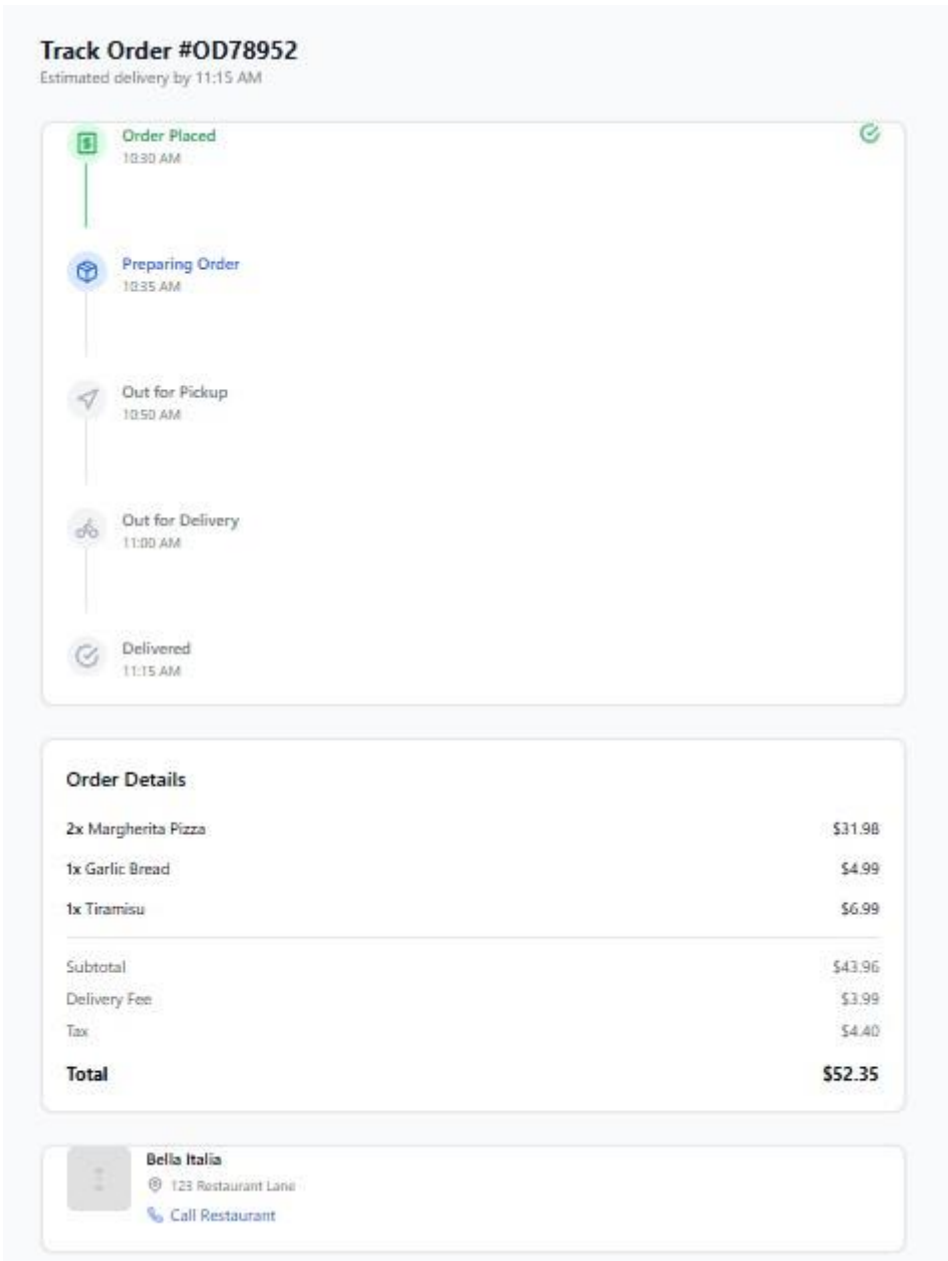 Track Order #OD78952
Estimated delivery by 11:15 AM
Order Placed
10:30 AM
Preparing Order
10:35 AM
Out for Pickup
10:50 AM
Out for Delivery
11:00 AM
Delivered
11:15 AM
Order Details
2x Margherita Pizza $31.98
1x Garlic Bread $4.99
1x Tiramisu $6.99
Subtotal $43.96
Delivery Fee $3.99
Tax $4.40
Total $52.35
Bella Italia
123 Restaurant Lane
Call Restaurant